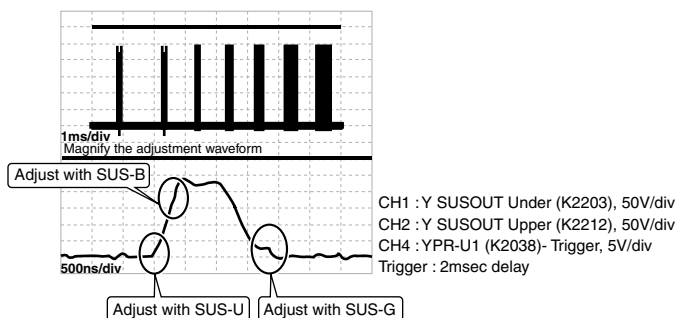 1ms/div
Magnify the adjustment waveform
Adjust with SUS-B
CH1 : Y SUSOUT Under (K2203), 50V/div
CH2 : Y SUSOUT Upper (K2212), 50V/div
CH4 : YPR-U1 (K2038)- Trigger, 5V/div
Trigger : 2msec delay
500ns/div
Adjust with SUS-U
Adjust with SUS-G